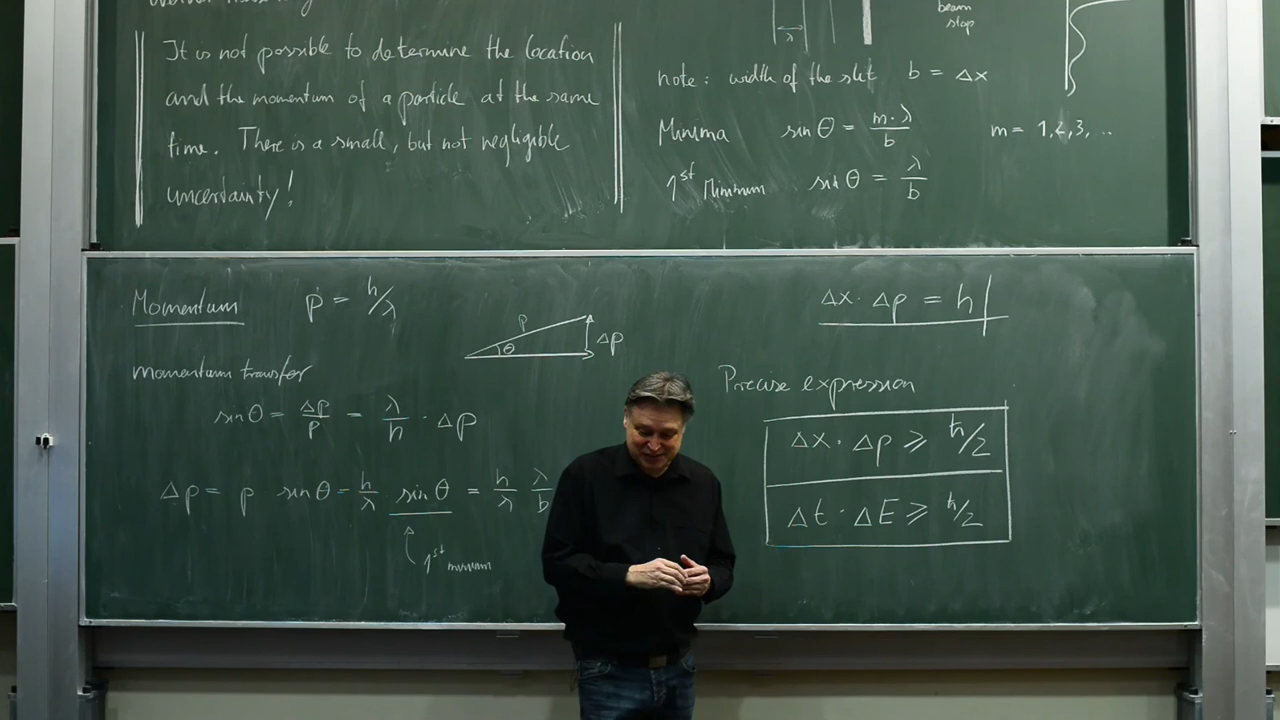 It is not possible to determine the location
and the momentum of a particle at the same
time. There is a small, but not negligible
uncertainty!
λ
beam
stop
note: width of the slit b = Δx
Minima sin θ = m·λ/b m = 1,2,3,..
1st Minimum sin θ = λ/b
Momentum p = h/λ
p θ Δp
momentum transfer
sin θ = Δp/p = λ/h · Δp
Δp = p sin θ = h/λ sin θ = h/λ λ/b
1st minimum
Δx · Δp = h
Precise expression
Δx · Δp ⩾ ħ/2
Δt · ΔE ⩾ ħ/2